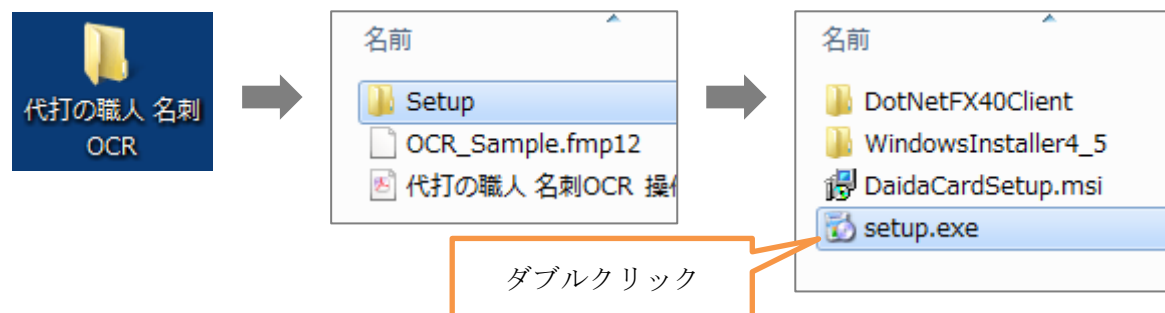 代打の職人 名刺
OCR
名前
Setup
OCR_Sample.fmp12
代打の職人 名刺OCR 操
名前
DotNetFX40Client
WindowsInstaller4_5
DaidaCardSetup.msi
setup.exe
ダブルクリック